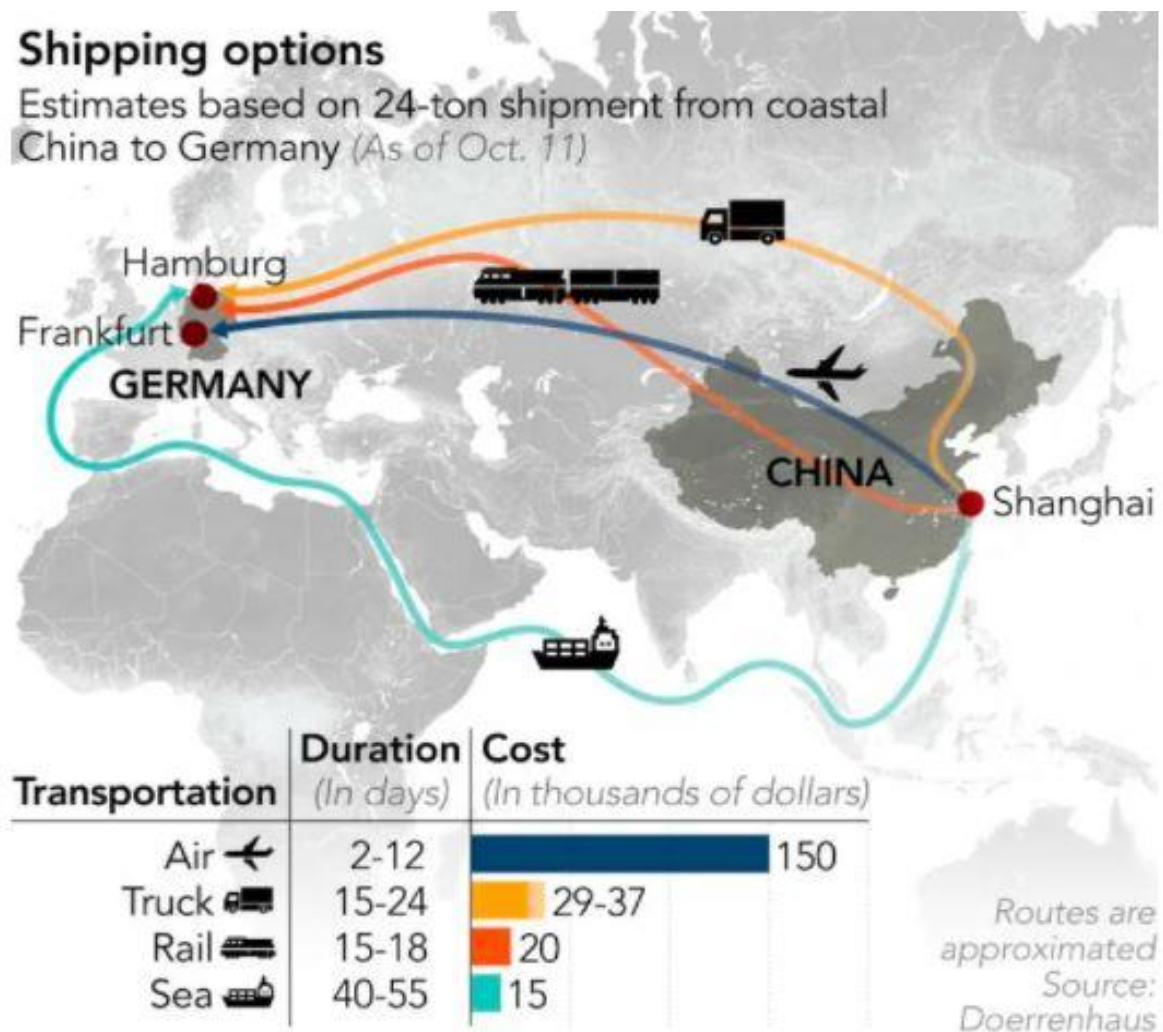 Shipping options
Estimates based on 24-ton shipment from coastal
China to Germany (As of Oct. 11)
Hamburg
Frankfurt
GERMANY
CHINA
Shanghai
Transportation
Duration
(In days)
Cost
(In thousands of dollars)
Air 2-12 150
Truck 15-24 29-37
Rail 15-18 20
Sea 40-55 15
Routes are
approximated
Source:
Doerrenhaus